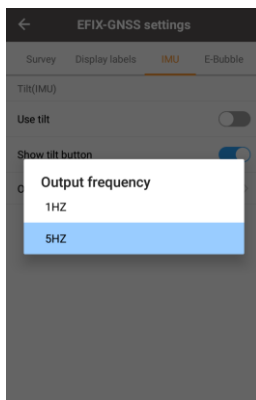 EFIX-GNSS settings
Survey Display labels IMU E-Bubble
Tilt(IMU)
Use tilt
Show tilt button
O
Output frequency
1HZ
5HZ